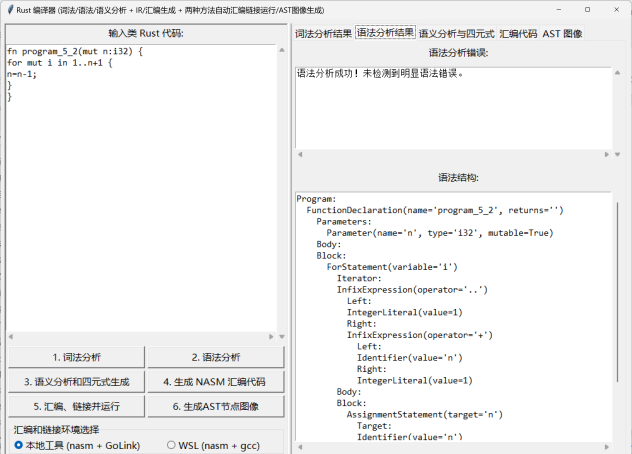 Rust 编译器 (词法/语法/语义分析 + IR/汇编生成 + 两种方法自动汇编链接运行/AST图像生成)
输入类 Rust 代码:
fn program_5_2(mut n:i32) {
for mut i in 1..n+1 {
n=n-1;
}
}
1. 词法分析
2. 语法分析
3. 语义分析和四元式生成
4. 生成 NASM 汇编代码
5. 汇编、链接并运行
6. 生成AST节点图像
汇编和链接环境选择
本地工具 (nasm + GoLink)
WSL (nasm + gcc)
词法分析结果 语法分析结果 语义分析与四元式 汇编代码 AST 图像
语法分析错误:
语法分析成功! 未检测到明显语法错误。
语法结构:
Program:
  FunctionDeclaration(name='program_5_2', returns='')
    Parameters:
      Parameter(name='n', type='i32', mutable=True)
    Body:
    Block:
      ForStatement(variable='i')
        Iterator:
        InfixExpression(operator='..')
          Left:
          IntegerLiteral(value=1)
          Right:
          InfixExpression(operator='+')
            Left:
            Identifier(value='n')
            Right:
            IntegerLiteral(value=1)
        Body:
        Block:
          AssignmentStatement(target='n')
            Target:
            Identifier(value='n')